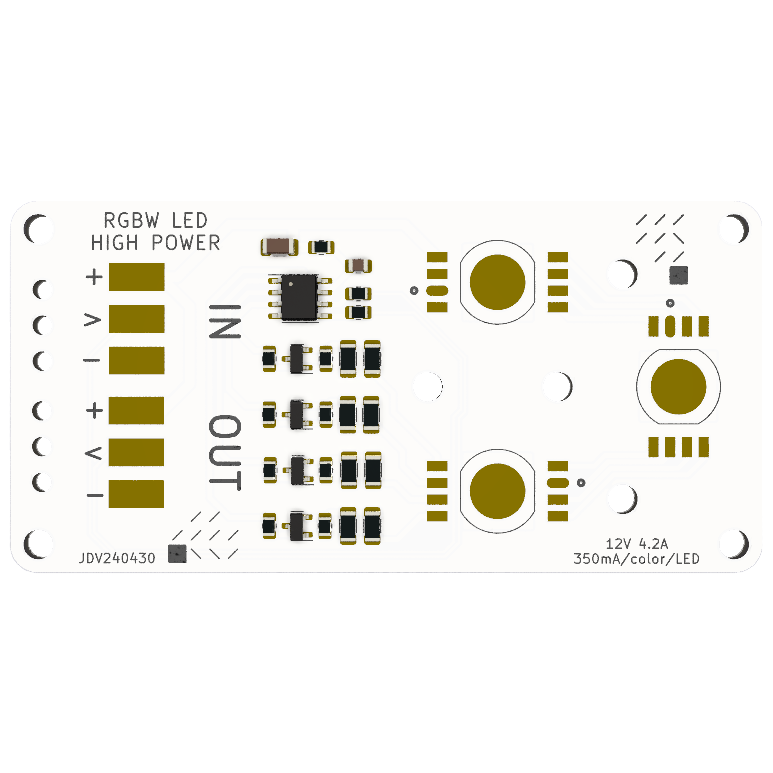 RGBW LED
HIGH POWER
+
>
−
IN
+
<
−
OUT
JDV240430
12V 4.2A
350mA/color/LED